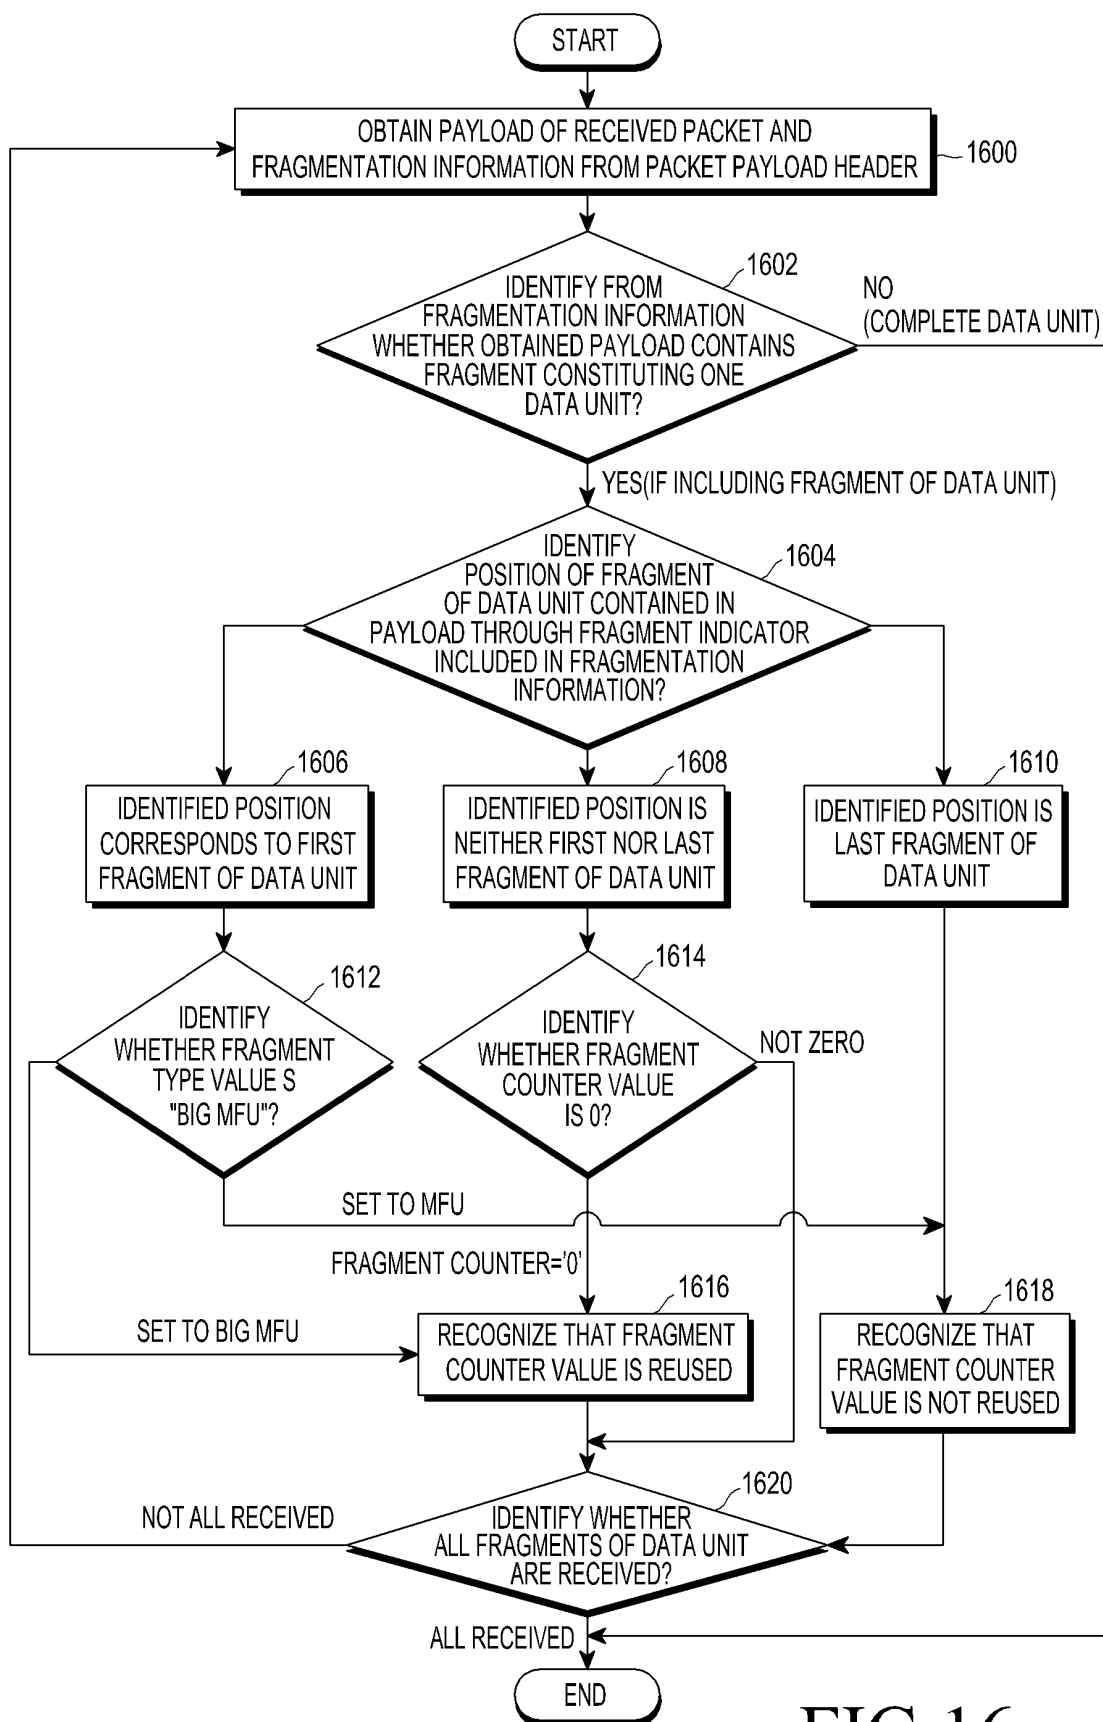 START
OBTAIN PAYLOAD OF RECEIVED PACKET AND
FRAGMENTATION INFORMATION FROM PACKET PAYLOAD HEADER
1600
1602
IDENTIFY FROM
FRAGMENTATION INFORMATION
WHETHER OBTAINED PAYLOAD CONTAINS
FRAGMENT CONSTITUTING ONE
DATA UNIT?
NO
(COMPLETE DATA UNIT)
YES(IF INCLUDING FRAGMENT OF DATA UNIT)
1604
IDENTIFY
POSITION OF FRAGMENT
OF DATA UNIT CONTAINED IN
PAYLOAD THROUGH FRAGMENT INDICATOR
INCLUDED IN FRAGMENTATION
INFORMATION?
1606
IDENTIFIED POSITION
CORRESPONDS TO FIRST
FRAGMENT OF DATA UNIT
1608
IDENTIFIED POSITION IS
NEITHER FIRST NOR LAST
FRAGMENT OF DATA UNIT
1610
IDENTIFIED POSITION IS
LAST FRAGMENT OF
DATA UNIT
1612
IDENTIFY
WHETHER FRAGMENT
TYPE VALUE S
"BIG MFU"?
1614
IDENTIFY
WHETHER FRAGMENT
COUNTER VALUE
IS 0?
NOT ZERO
SET TO MFU
FRAGMENT COUNTER='0'
SET TO BIG MFU
1616
RECOGNIZE THAT FRAGMENT
COUNTER VALUE IS REUSED
1618
RECOGNIZE THAT
FRAGMENT COUNTER
VALUE IS NOT REUSED
1620
IDENTIFY WHETHER
ALL FRAGMENTS OF DATA UNIT
ARE RECEIVED?
NOT ALL RECEIVED
ALL RECEIVED
END
FIG.16